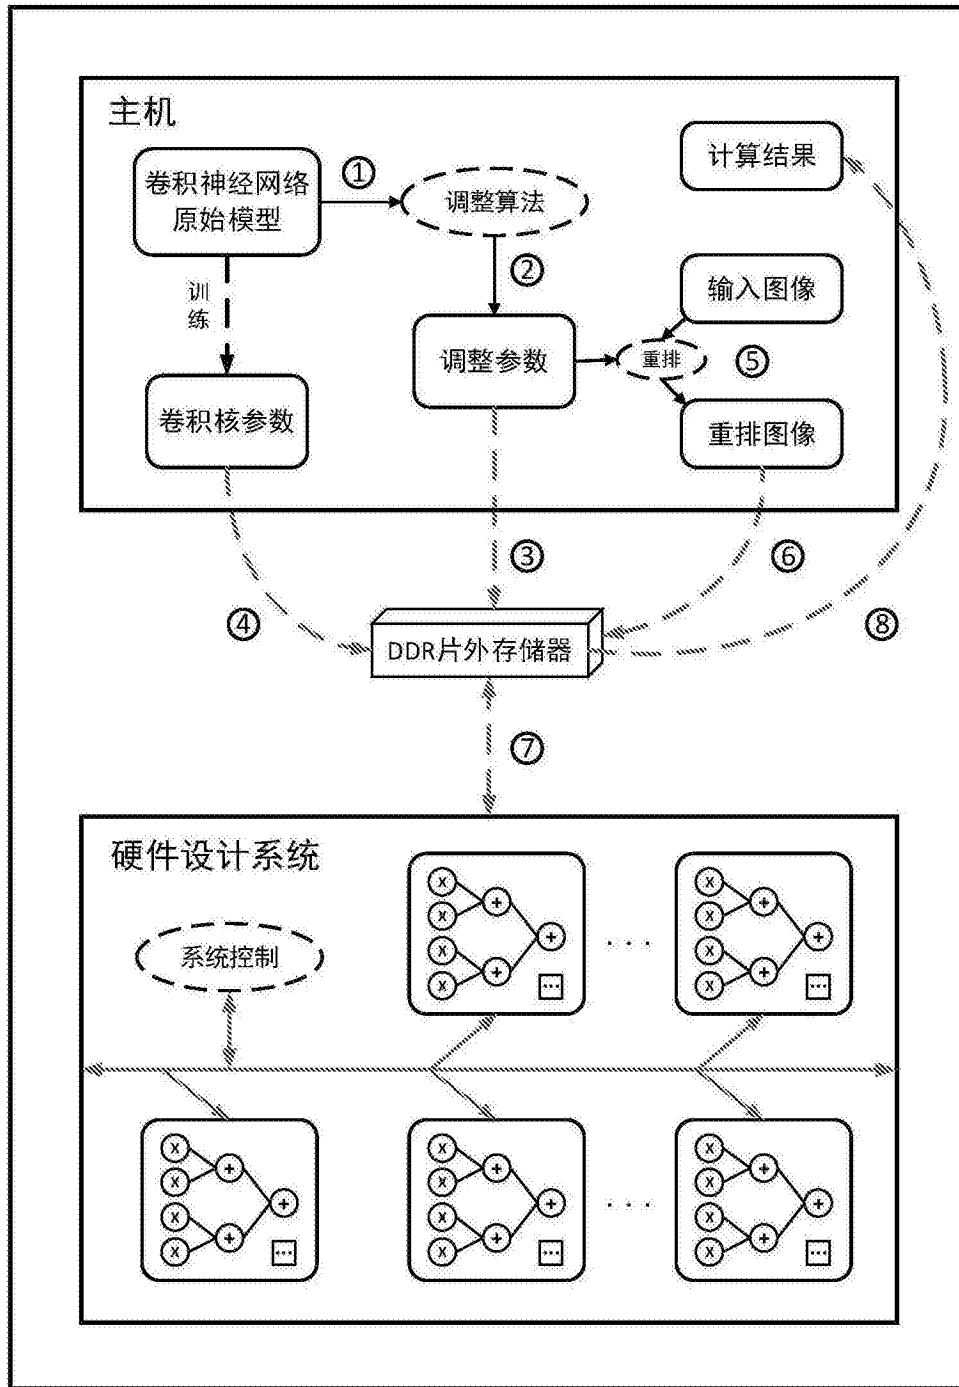 主机
卷积神经网络
原始模型
①
调整算法
计算结果
②
训
练
输入图像
调整参数
重排
⑤
卷积核参数
重排图像
③
⑥
④
⑧
DDR片外存储器
⑦
硬件设计系统
系统控制
x
x
x
x
+
+
+
...
. . .
x
x
x
x
+
+
+
...
x
x
x
x
+
+
+
...
x
x
x
x
+
+
+
...
. . .
x
x
x
x
+
+
+
...